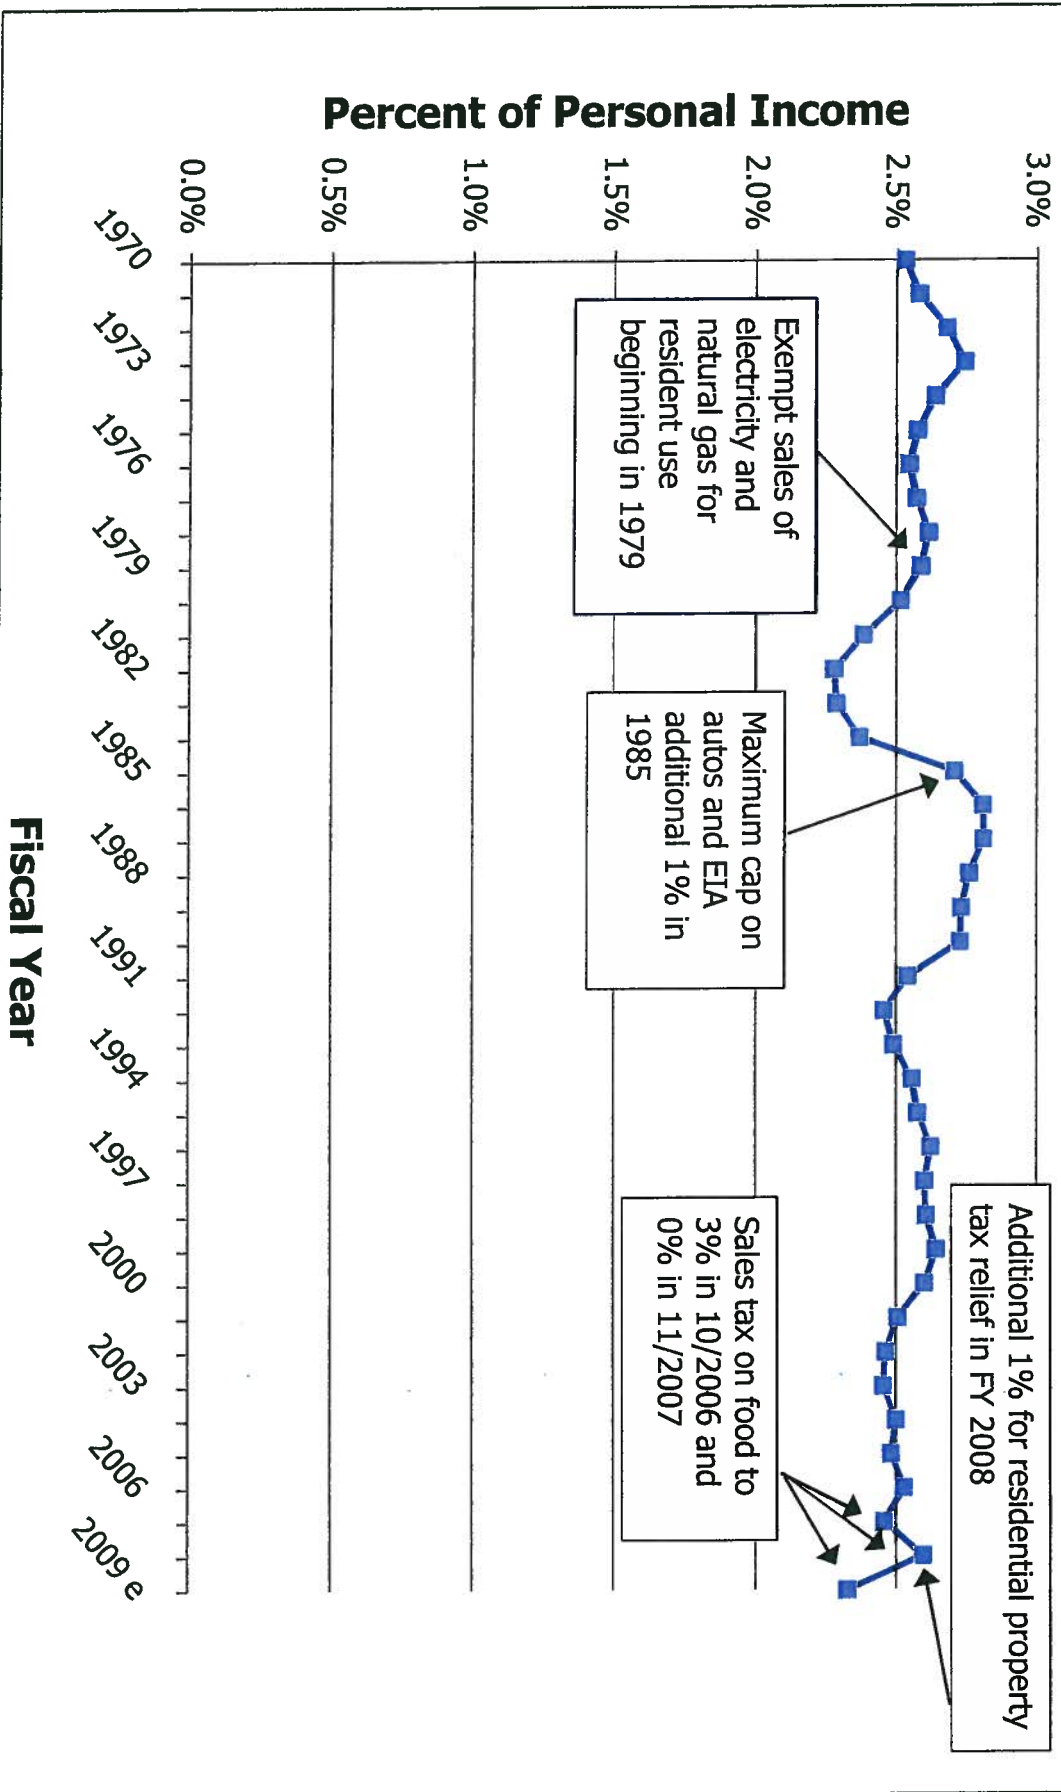 Percent of Personal Income
3.0%
2.5%
2.0%
1.5%
1.0%
0.5%
0.0%
Additional 1% for residential property
tax relief in FY 2008
Exempt sales of
electricity and
natural gas for
resident use
beginning in 1979
Maximum cap on
autos and EIA
additional 1% in
1985
Sales tax on food to
3% in 10/2006 and
0% in 11/2007
1970
1973
1976
1979
1982
1985
1988
1991
1994
1997
2000
2003
2006
2009 e
Fiscal Year